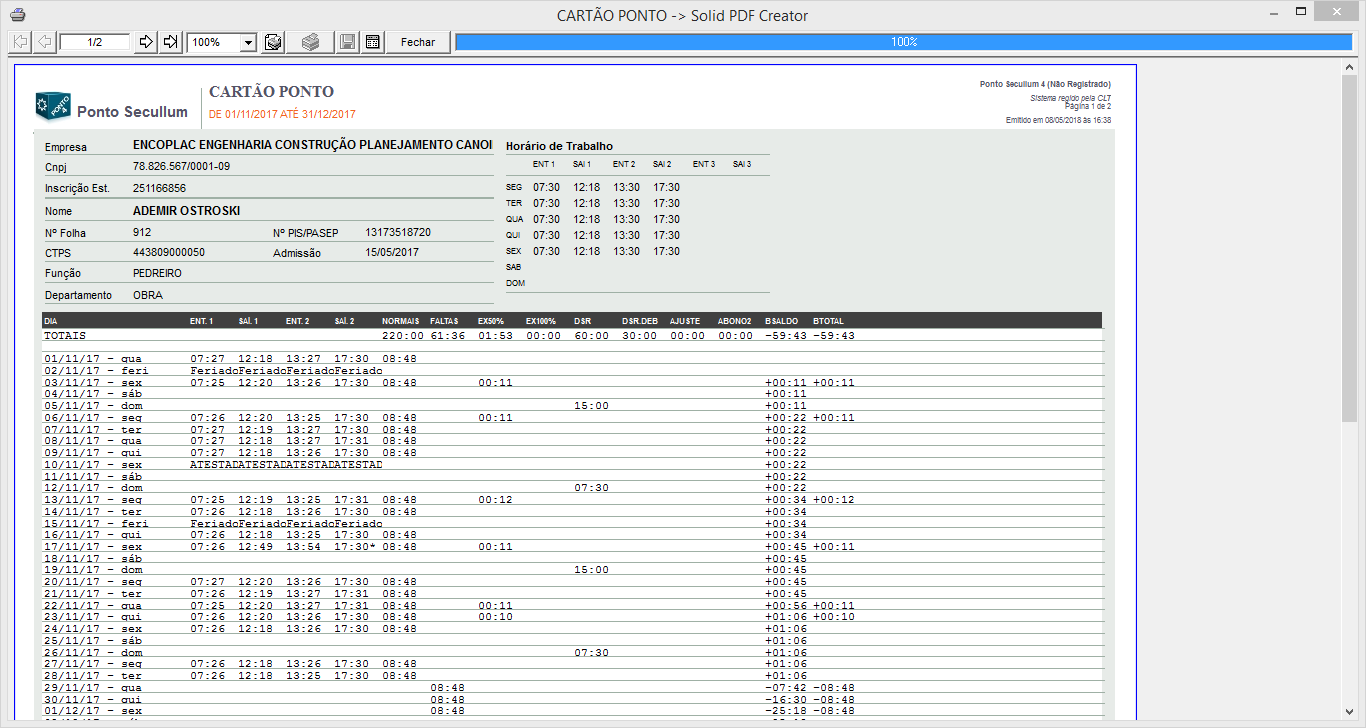 CARTÃO PONTO -> Solid PDF Creator
1/2 100% Fechar 100%
Ponto Secullum
CARTÃO PONTO
DE 01/11/2017 ATÉ 31/12/2017
Ponto Secullum 4 (Não Registrado)
Sistema regido pela CLT
Página 1 de 2
Emitido em 08/05/2018 às 16:38
Empresa ENCOPLAC ENGENHARIA CONSTRUÇÃO PLANEJAMENTO CANOI
Cnpj 78.826.567/0001-09
Inscrição Est. 251166856
Nome ADEMIR OSTROSKI
Nº Folha 912 Nº PIS/PASEP 13173518720
CTPS 443809000050 Admissão 15/05/2017
Função PEDREIRO
Departamento OBRA
Horário de Trabalho
ENT 1 SAI 1 ENT 2 SAI 2 ENT 3 SAI 3
SEG 07:30 12:18 13:30 17:30
TER 07:30 12:18 13:30 17:30
QUA 07:30 12:18 13:30 17:30
QUI 07:30 12:18 13:30 17:30
SEX 07:30 12:18 13:30 17:30
SAB
DOM
DIA ENT. 1 SAÍ. 1 ENT. 2 SAÍ. 2 NORMAIS FALTAS EX50% EX100% DSR DSR.DEB AJUSTE ABONO2 BSALDO BTOTAL
TOTAIS 220:00 61:36 01:53 00:00 60:00 30:00 00:00 00:00 -59:43 -59:43
01/11/17 - qua 07:27 12:18 13:27 17:30 08:48
02/11/17 - feri FeriadoFeriadoFeriadoFeriado
03/11/17 - sex 07:25 12:20 13:26 17:30 08:48 00:11 +00:11 +00:11
04/11/17 - sáb +00:11
05/11/17 - dom 15:00 +00:11
06/11/17 - seg 07:26 12:20 13:25 17:30 08:48 00:11 +00:22 +00:11
07/11/17 - ter 07:27 12:19 13:27 17:30 08:48 +00:22
08/11/17 - qua 07:27 12:18 13:27 17:31 08:48 +00:22
09/11/17 - qui 07:27 12:18 13:26 17:30 08:48 +00:22
10/11/17 - sex ATESTADATESTADATESTADATESTAD +00:22
11/11/17 - sáb +00:22
12/11/17 - dom 07:30 +00:22
13/11/17 - seg 07:25 12:19 13:25 17:31 08:48 00:12 +00:34 +00:12
14/11/17 - ter 07:26 12:18 13:26 17:30 08:48 +00:34
15/11/17 - feri FeriadoFeriadoFeriadoFeriado +00:34
16/11/17 - qui 07:26 12:18 13:25 17:30 08:48 +00:34
17/11/17 - sex 07:26 12:49 13:54 17:30* 08:48 00:11 +00:45 +00:11
18/11/17 - sáb +00:45
19/11/17 - dom 15:00 +00:45
20/11/17 - seg 07:27 12:20 13:26 17:30 08:48 +00:45
21/11/17 - ter 07:26 12:19 13:27 17:31 08:48 +00:45
22/11/17 - qua 07:25 12:20 13:27 17:31 08:48 00:11 +00:56 +00:11
23/11/17 - qui 07:26 12:20 13:26 17:30 08:48 00:10 +01:06 +00:10
24/11/17 - sex 07:26 12:18 13:26 17:30 08:48 +01:06
25/11/17 - sáb +01:06
26/11/17 - dom 07:30 +01:06
27/11/17 - seg 07:26 12:18 13:26 17:30 08:48 +01:06
28/11/17 - ter 07:26 12:18 13:25 17:30 08:48 +01:06
29/11/17 - qua 08:48 -07:42 -08:48
30/11/17 - qui 08:48 -16:30 -08:48
01/12/17 - sex 08:48 -25:18 -08:48